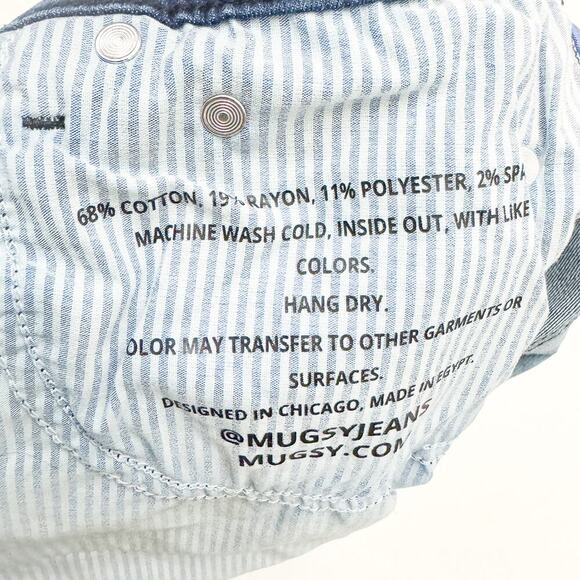 68% COTTON, 19% RAYON, 11% POLYESTER, 2% SPA
MACHINE WASH COLD, INSIDE OUT, WITH LIKE
COLORS.
HANG DRY.
OLOR MAY TRANSFER TO OTHER GARMENTS OR
SURFACES.
DESIGNED IN CHICAGO, MADE IN EGYPT.
@MUGSYJEANS
MUGSY.COM